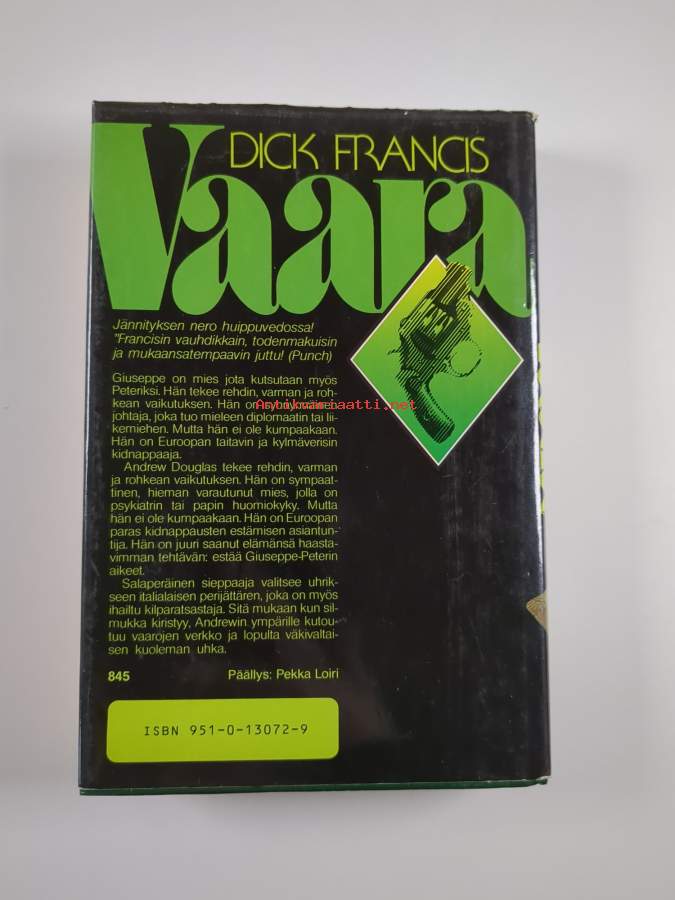 DICK FRANCIS
Vaara
Jännityksen nero huippuvedossa!
"Francisin vauhdikkain, todenmakuisin
ja mukaansatempaavin juttu! (Punch)
Giuseppe on mies jota kutsutaan myös
Peteriksi. Hän tekee rehdin, varman ja roh-
kean vaikutuksen. Hän on syntynyt mieten
Antikvariaatti.net
johtaja, joka tuo mieleen diplomaatin tai lii-
kemiehen. Mutta hän ei ole kumpaakaan.
Hän on Euroopan taitavin ja kylmäverisin
kidnappaaja.
Andrew Douglas tekee rehdin, varman
ja rohkean vaikutuksen. Hän on sympaat-
tinen, hieman varautunut mies, jolla on
psykiatrin tai papin huomiokyky. Mutta
hän ei ole kumpaakaan. Hän on Euroopan
paras kidnappausten estämisen asiantun-
tija. Hän on juuri saanut elämänsä haasta-
vimman tehtävän: estää Giuseppe-Peterin
aikeet.
Salaperäinen sieppaaja valitsee uhrik-
seen italialaisen perijättären, joka on myös
ihailtu kilparatsastaja. Sitä mukaan kun sil-
mukka kiristyy, Andrewin ympärille kutou-
tuu vaarojen verkko ja lopulta väkivaltai-
sen kuoleman uhka.
845 Päällys: Pekka Loiri
ISBN 951-0-13072-9